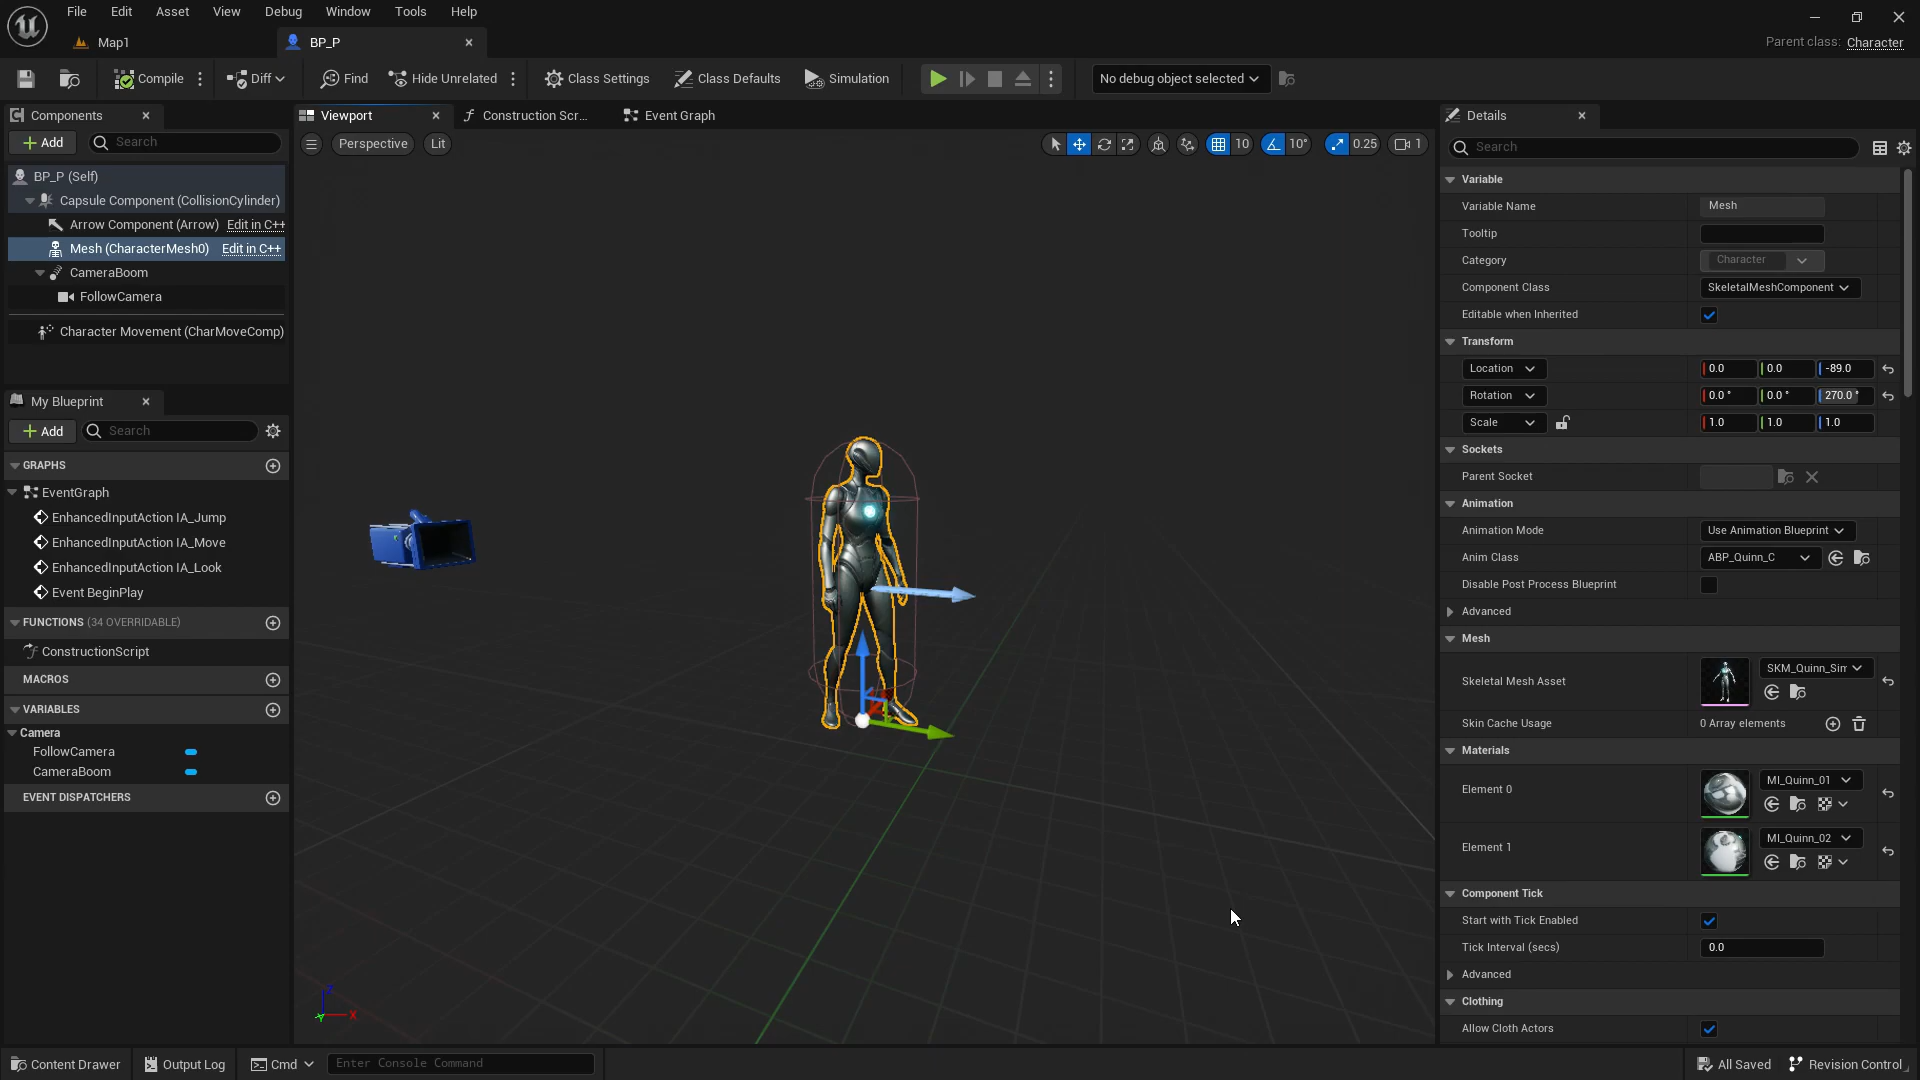 File Edit Asset View Debug Window Tools Help
Map1
BP_P
Parent class: Character
Compile
Diff
Find
Hide Unrelated
Class Settings
Class Defaults
Simulation
No debug object selected
Components
Add
Search
BP_P (Self)
Capsule Component (CollisionCylinder)
Arrow Component (Arrow) Edit in C++
Mesh (CharacterMesh0) Edit in C++
CameraBoom
FollowCamera
Character Movement (CharMoveComp)
My Blueprint
Add
Search
GRAPHS
EventGraph
EnhancedInputAction IA_Jump
EnhancedInputAction IA_Move
EnhancedInputAction IA_Look
Event BeginPlay
FUNCTIONS (34 OVERRIDABLE)
ConstructionScript
MACROS
VARIABLES
Camera
FollowCamera
CameraBoom
EVENT DISPATCHERS
Viewport
Construction Scr...
Event Graph
Perspective
Lit
10
10°
0.25
1
Z
Y
X
Details
Search
Variable
Variable Name Mesh
Tooltip
Category Character
Component Class SkeletalMeshComponent
Editable when Inherited
Transform
Location 0.0 0.0 -89.0
Rotation 0.0 ° 0.0 ° 270.0 °
Scale 1.0 1.0 1.0
Sockets
Parent Socket
Animation
Animation Mode Use Animation Blueprint
Anim Class ABP_Quinn_C
Disable Post Process Blueprint
Advanced
Mesh
Skeletal Mesh Asset SKM_Quinn_Sim
Skin Cache Usage 0 Array elements
Materials
Element 0 MI_Quinn_01
Element 1 MI_Quinn_02
Component Tick
Start with Tick Enabled
Tick Interval (secs) 0.0
Advanced
Clothing
Allow Cloth Actors
Content Drawer
Output Log
Cmd
Enter Console Command
All Saved
Revision Control